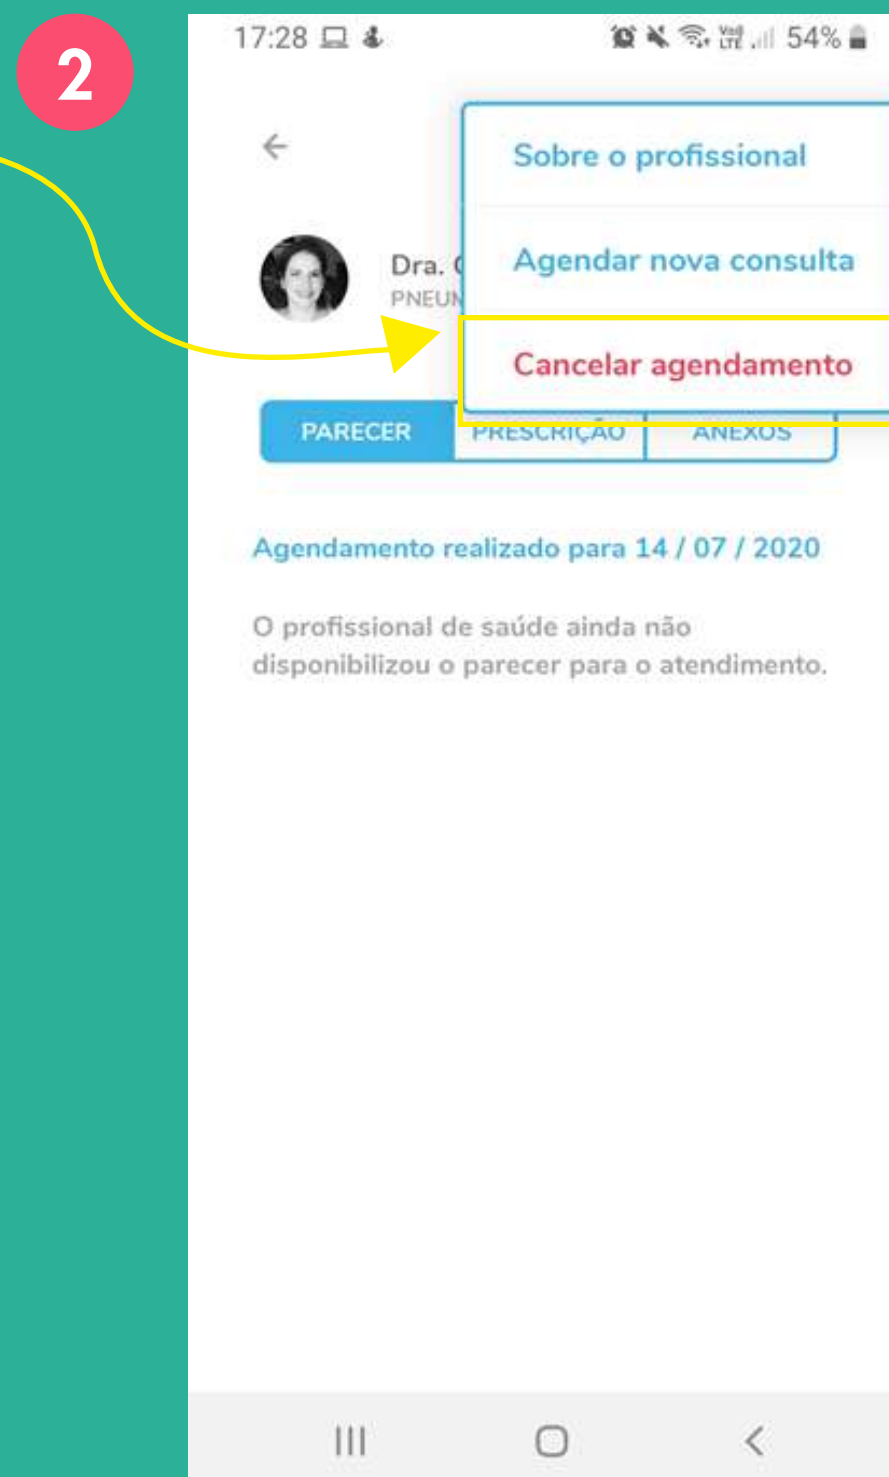 2
17:28
54%
Sobre o profissional
Dra.
Agendar nova consulta
Cancelar agendamento
PARECER
PRESCRIÇÃO
ANEXOS
Agendamento realizado para 14 / 07 / 2020
O profissional de saúde ainda não
disponibilizou o parecer para o atendimento.